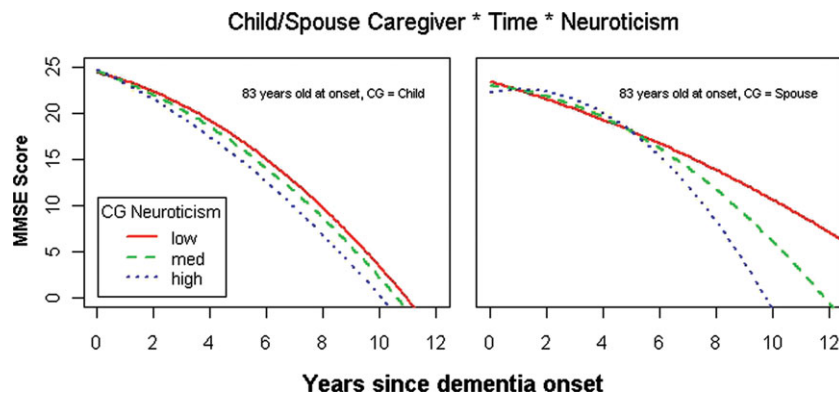 Child/Spouse Caregiver * Time * Neuroticism
83 years old at onset, CG = Child
83 years old at onset, CG = Spouse
MMSE Score
25
20
15
10
5
0
CG Neuroticism
low
med
high
0 2 4 6 8 10 12
0 2 4 6 8 10 12
Years since dementia onset